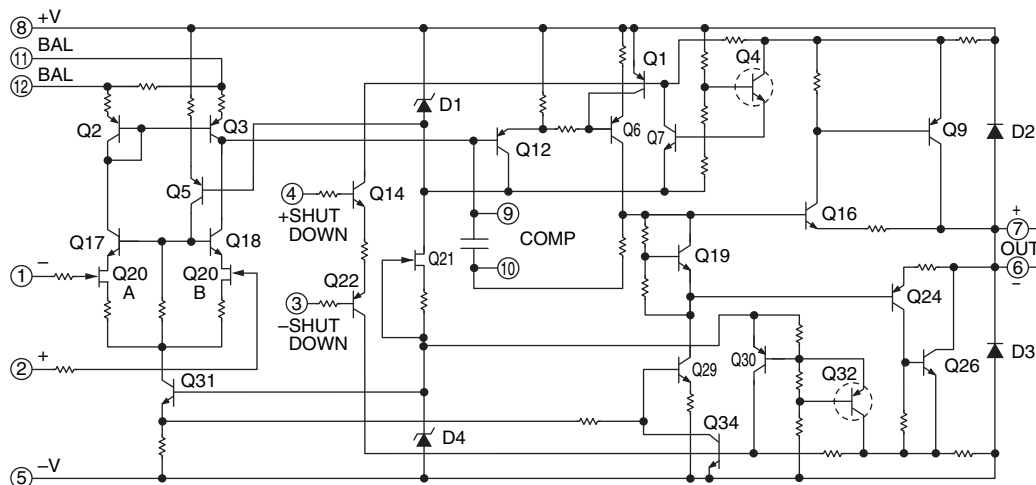 8 +V
11 BAL
12 BAL
Q1
Q4
Q2
Q3
D1
Q6
Q7
Q9
D2
Q12
Q5
4 Q14
+SHUT
DOWN
9
COMP
10
Q16
+
7
OUT
6
−
Q17
Q18
Q19
1 −
Q20
A
Q20
B
Q22
Q21
3
−SHUT
DOWN
Q24
2 +
Q31
Q29
Q30
Q32
Q26
D3
D4
Q34
5 −V